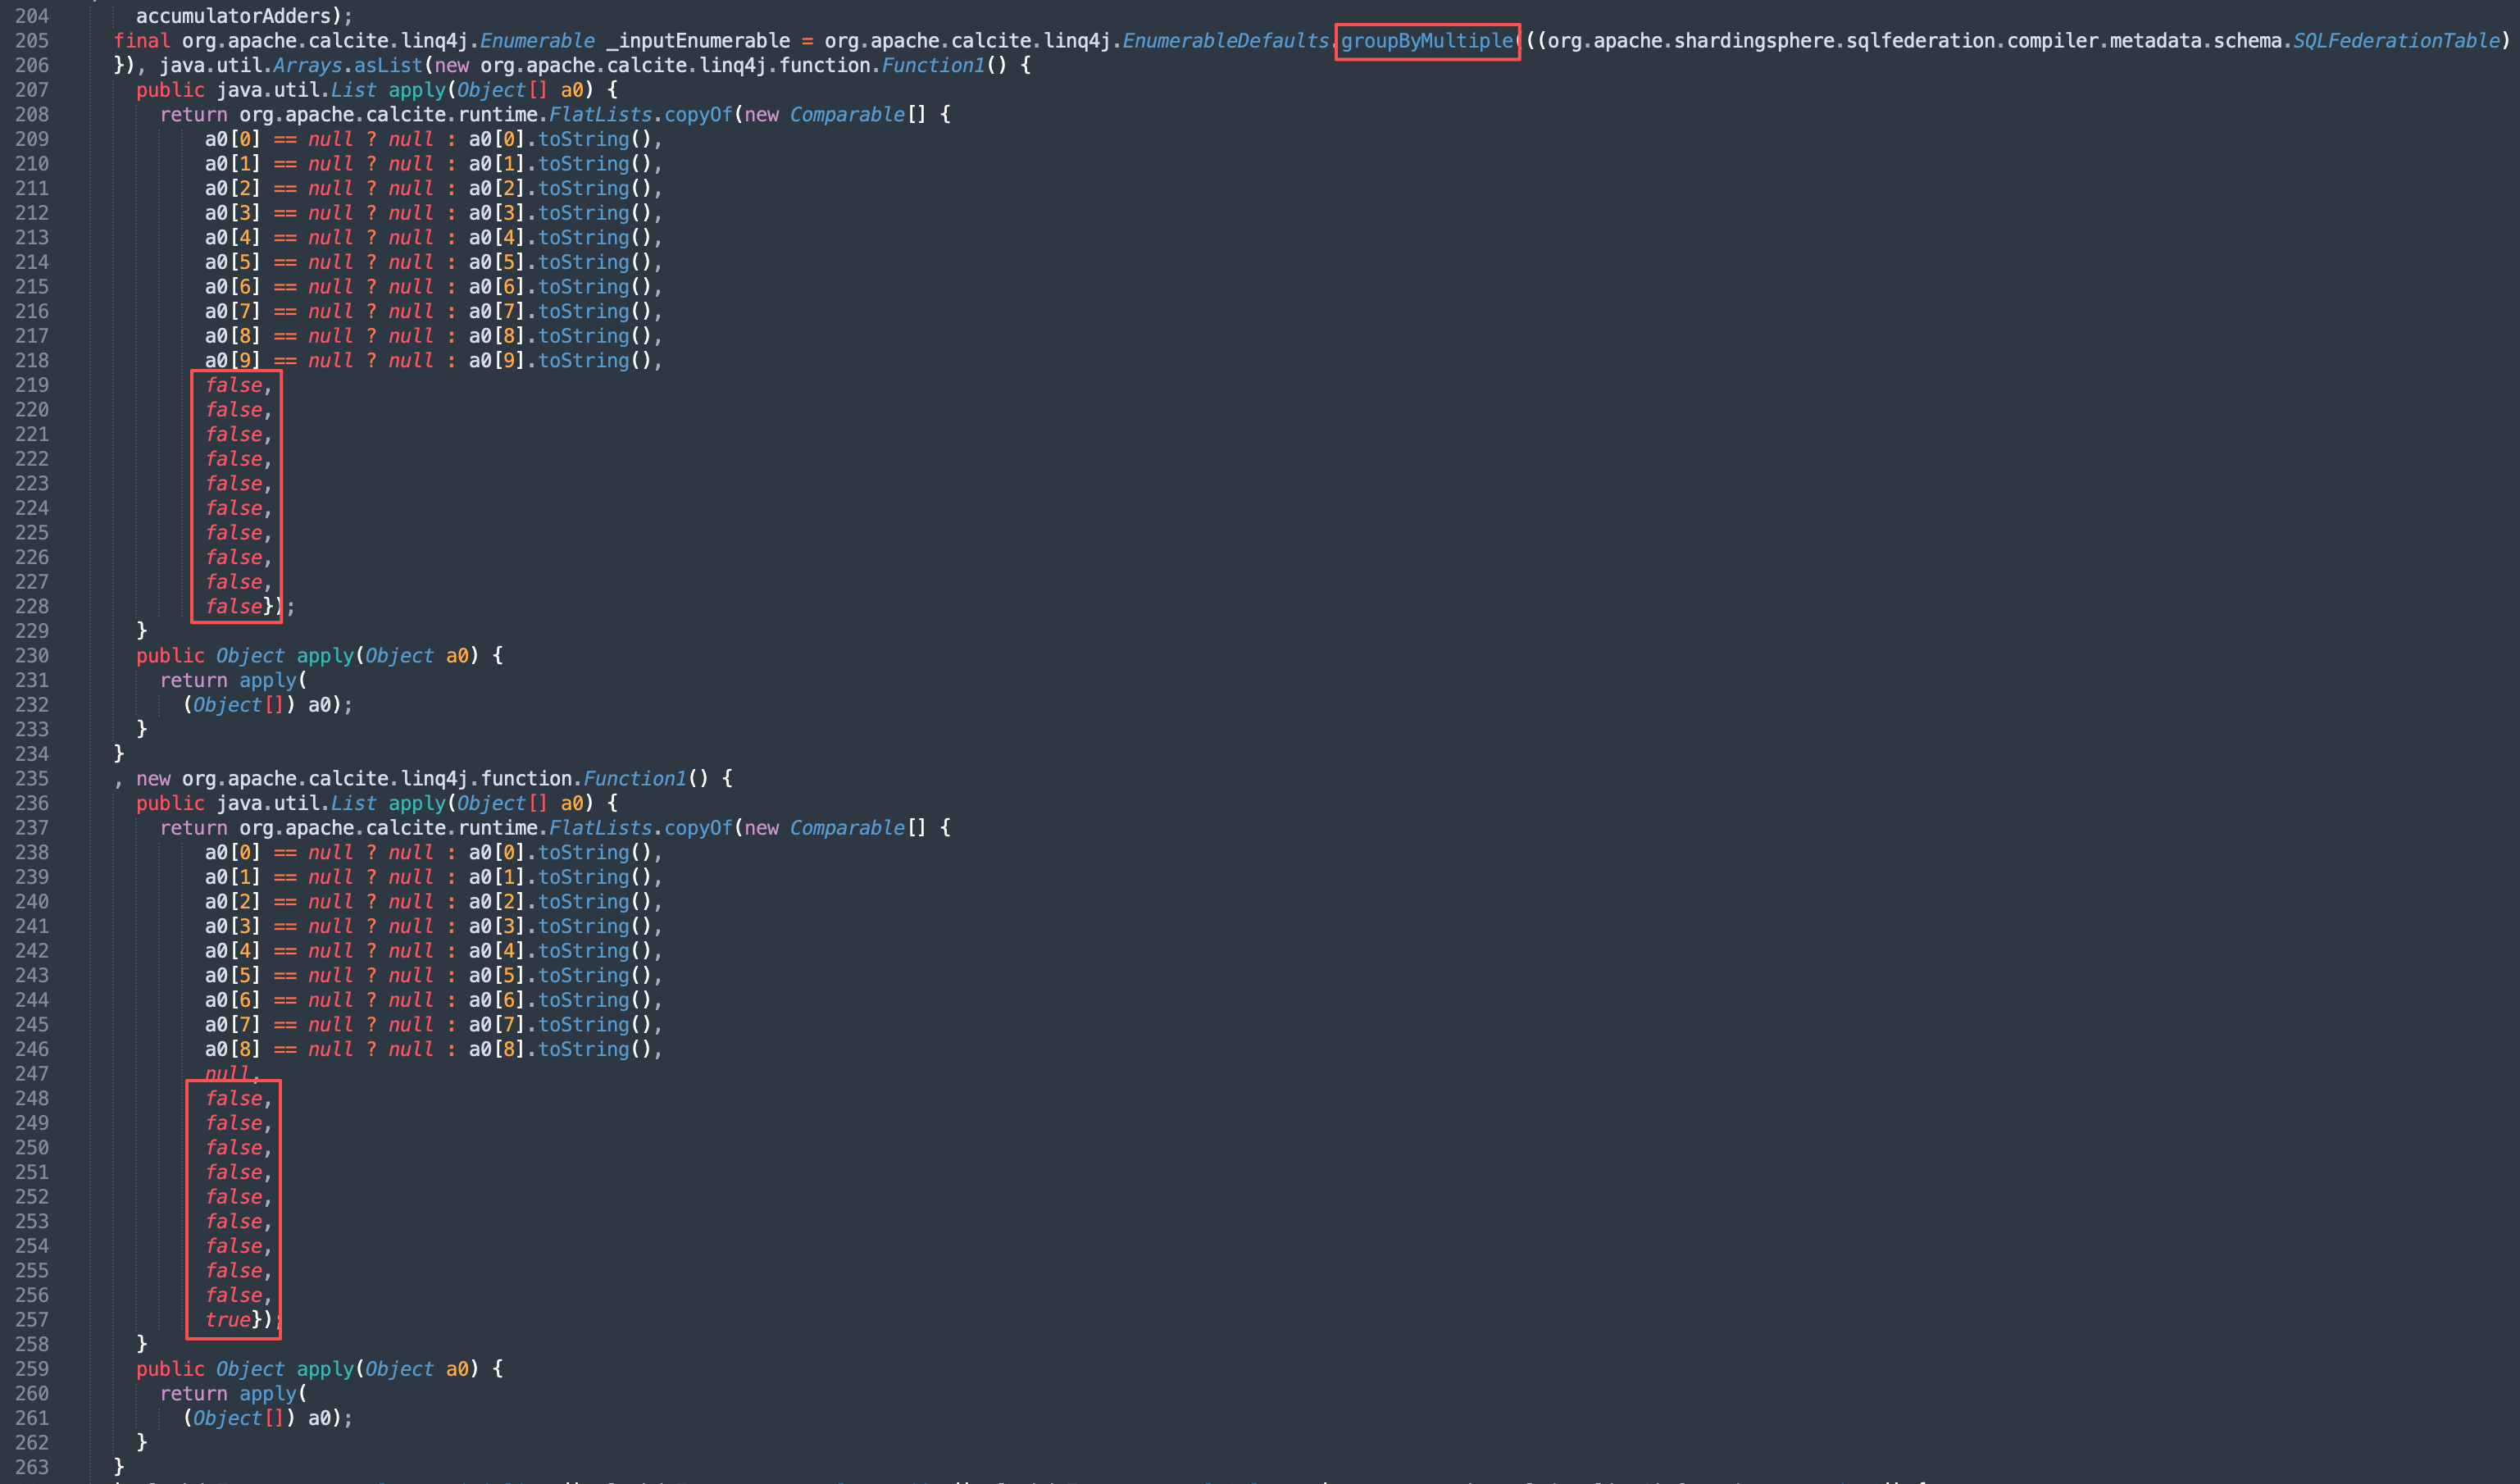 204 accumulatorAdders);
205 final org.apache.calcite.linq4j.Enumerable _inputEnumerable = org.apache.calcite.linq4j.EnumerableDefaults.groupByMultiple(((org.apache.shardingsphere.sqlfederation.compiler.metadata.schema.SQLFederationTable)
206 }), java.util.Arrays.asList(new org.apache.calcite.linq4j.function.Function1() {
207 public java.util.List apply(Object[] a0) {
208 return org.apache.calcite.runtime.FlatLists.copyOf(new Comparable[] {
209 a0[0] == null ? null : a0[0].toString(),
210 a0[1] == null ? null : a0[1].toString(),
211 a0[2] == null ? null : a0[2].toString(),
212 a0[3] == null ? null : a0[3].toString(),
213 a0[4] == null ? null : a0[4].toString(),
214 a0[5] == null ? null : a0[5].toString(),
215 a0[6] == null ? null : a0[6].toString(),
216 a0[7] == null ? null : a0[7].toString(),
217 a0[8] == null ? null : a0[8].toString(),
218 a0[9] == null ? null : a0[9].toString(),
219 false,
220 false,
221 false,
222 false,
223 false,
224 false,
225 false,
226 false,
227 false,
228 false});
229 }
230 public Object apply(Object a0) {
231 return apply(
232 (Object[]) a0);
233 }
234 }
235 , new org.apache.calcite.linq4j.function.Function1() {
236 public java.util.List apply(Object[] a0) {
237 return org.apache.calcite.runtime.FlatLists.copyOf(new Comparable[] {
238 a0[0] == null ? null : a0[0].toString(),
239 a0[1] == null ? null : a0[1].toString(),
240 a0[2] == null ? null : a0[2].toString(),
241 a0[3] == null ? null : a0[3].toString(),
242 a0[4] == null ? null : a0[4].toString(),
243 a0[5] == null ? null : a0[5].toString(),
244 a0[6] == null ? null : a0[6].toString(),
245 a0[7] == null ? null : a0[7].toString(),
246 a0[8] == null ? null : a0[8].toString(),
247 null,
248 false,
249 false,
250 false,
251 false,
252 false,
253 false,
254 false,
255 false,
256 false,
257 true});
258 }
259 public Object apply(Object a0) {
260 return apply(
261 (Object[]) a0);
262 }
263 }